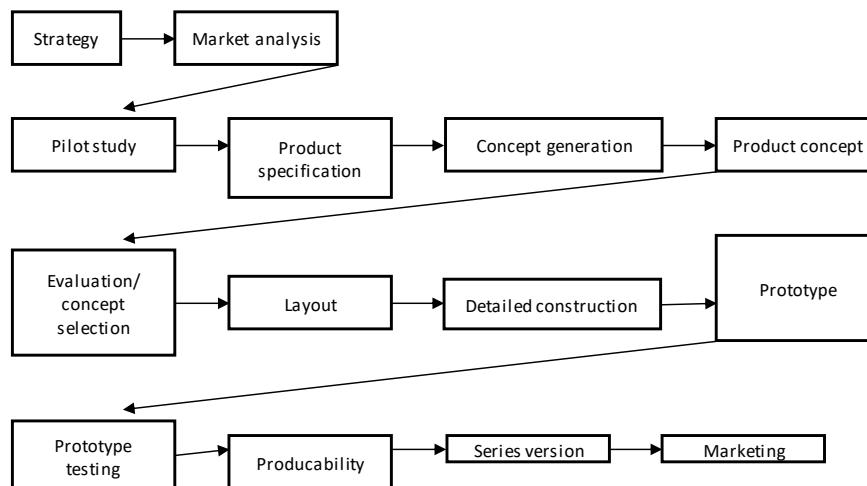 Strategy
Market analysis
Pilot study
Product
specification
Concept generation
Product concept
Evaluation/
concept
selection
Layout
Detailed construction
Prototype
Prototype
testing
Producability
Series version
Marketing